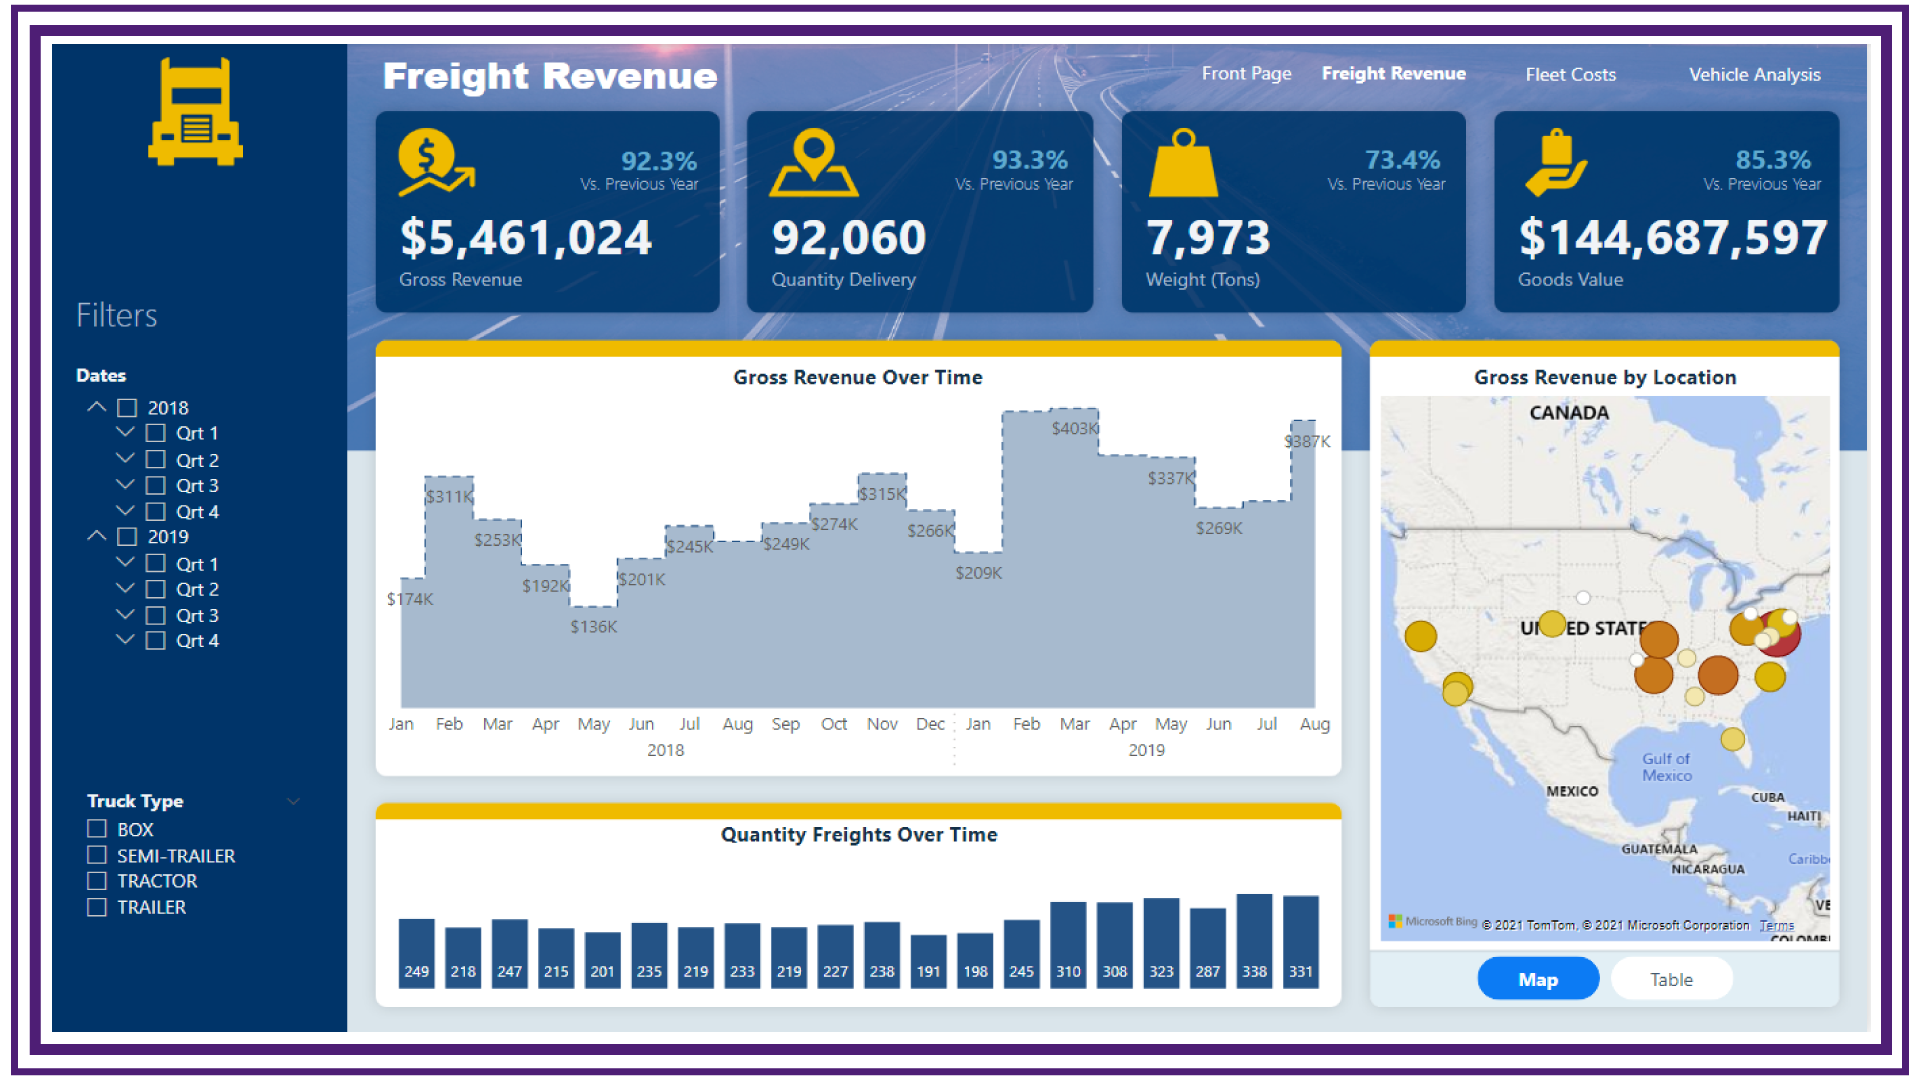 Freight Revenue
Front Page
Freight Revenue
Fleet Costs
Vehicle Analysis
92.3%
Vs. Previous Year
$5,461,024
Gross Revenue
93.3%
Vs. Previous Year
92,060
Quantity Delivery
73.4%
Vs. Previous Year
7,973
Weight (Tons)
85.3%
Vs. Previous Year
$144,687,597
Goods Value
Filters
Dates
2018
Qrt 1
Qrt 2
Qrt 3
Qrt 4
2019
Qrt 1
Qrt 2
Qrt 3
Qrt 4
Truck Type
BOX
SEMI-TRAILER
TRACTOR
TRAILER
Gross Revenue Over Time
$174K
$311K
$253K
$192K
$136K
$201K
$245K
$249K
$274K
$315K
$266K
$209K
$403K
$337K
$269K
$387K
Jan Feb Mar Apr May Jun Jul Aug Sep Oct Nov Dec Jan Feb Mar Apr May Jun Jul Aug
2018 2019
Quantity Freights Over Time
249 218 247 215 201 235 219 233 219 227 238 191 198 245 310 308 323 287 338 331
Gross Revenue by Location
CANADA
UNITED STATE
Gulf of
Mexico
MEXICO
CUBA
HAITI
GUATEMALA
NICARAGUA
Caribb
VE
COLOMBI
Microsoft Bing
© 2021 TomTom, © 2021 Microsoft Corporation Terms
Map
Table